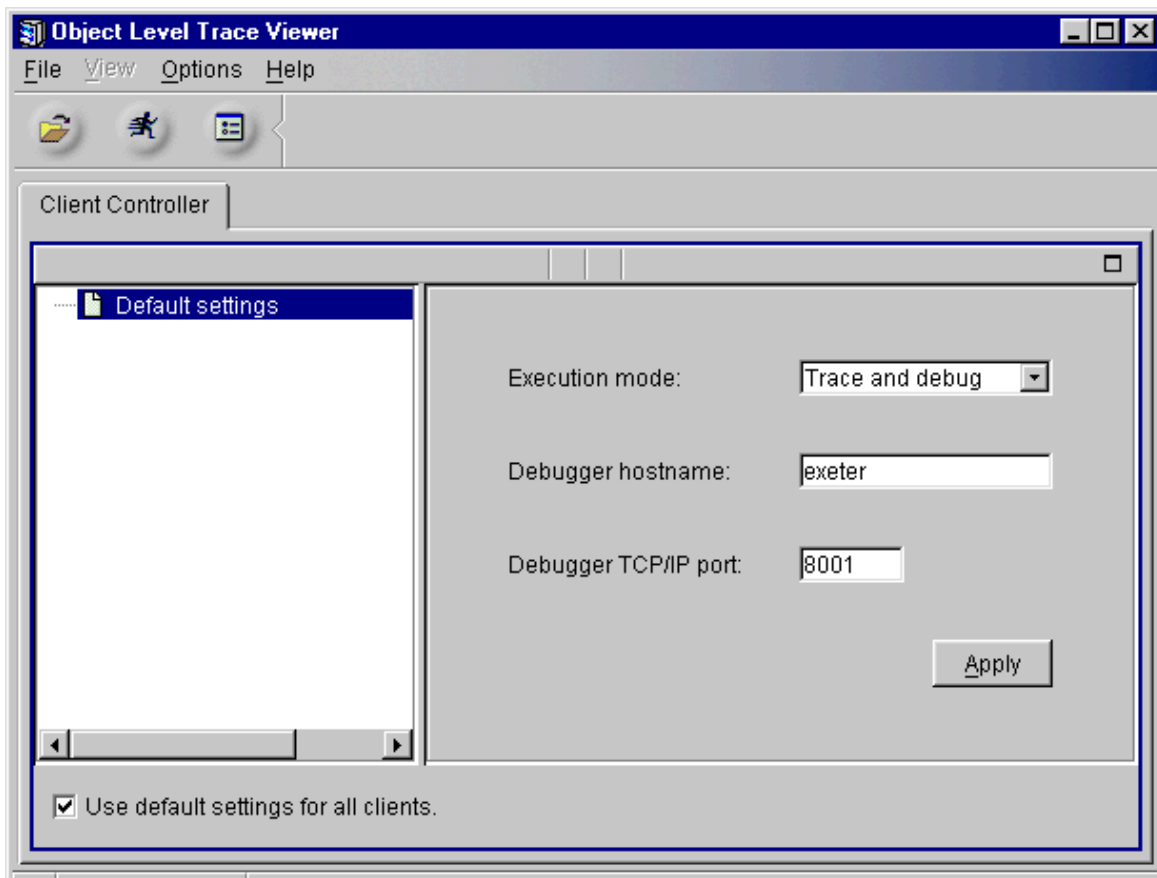 Object Level Trace Viewer
File View Options Help
Client Controller
Default settings
Execution mode: Trace and debug
Debugger hostname: exeter
Debugger TCP/IP port: 8001
Apply
Use default settings for all clients.